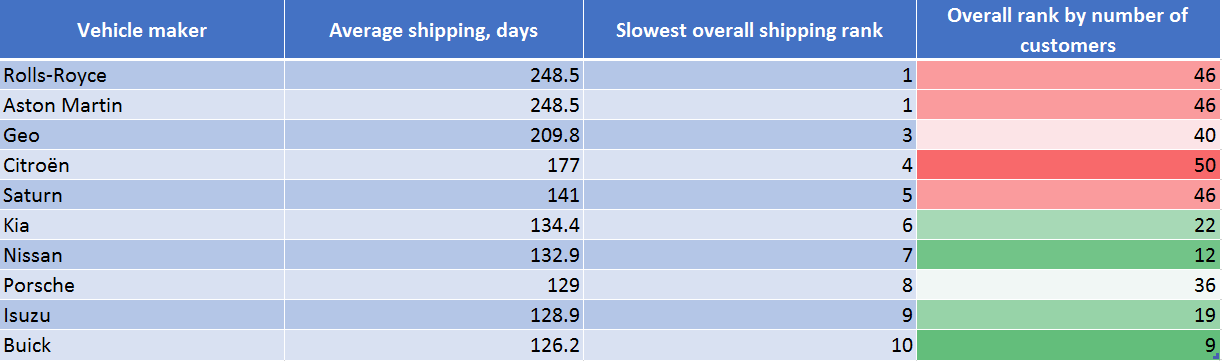 Vehicle maker Average shipping, days Slowest overall shipping rank Overall rank by number of customers
Rolls-Royce 248.5 1 46
Aston Martin 248.5 1 46
Geo 209.8 3 40
Citroën 177 4 50
Saturn 141 5 46
Kia 134.4 6 22
Nissan 132.9 7 12
Porsche 129 8 36
Isuzu 128.9 9 19
Buick 126.2 10 9